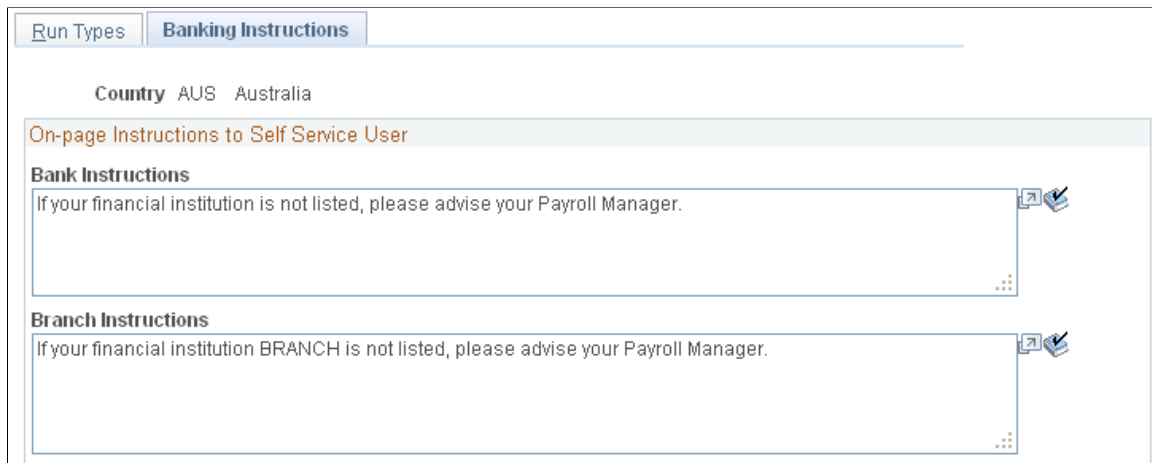 Run Types
Banking Instructions
Country AUS Australia
On-page Instructions to Self Service User
Bank Instructions
If your financial institution is not listed, please advise your Payroll Manager.
Branch Instructions
If your financial institution BRANCH is not listed, please advise your Payroll Manager.